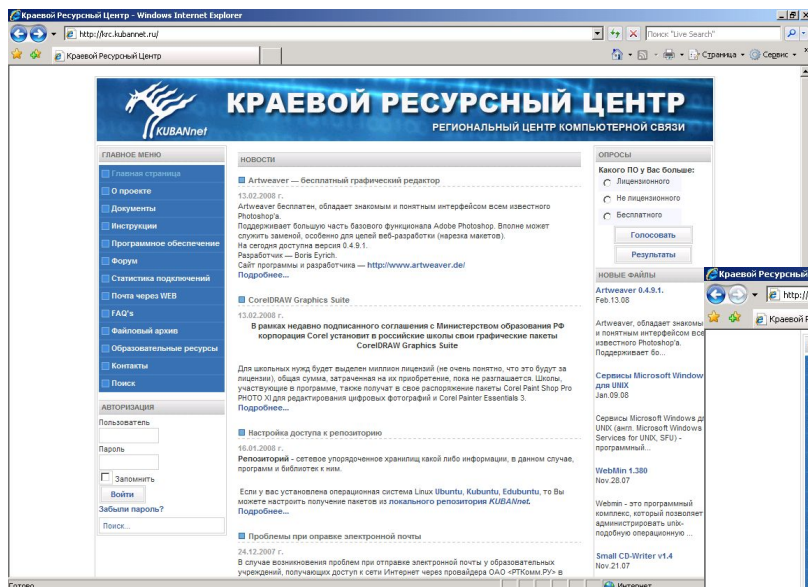 Краевой Ресурсный Центр - Windows Internet Explorer
http://krc.kubannet.ru/
Поиск "Live Search"
Краевой Ресурсный Центр
Страница
Сервис
KUBANnet
КРАЕВОЙ РЕСУРСНЫЙ ЦЕНТР
РЕГИОНАЛЬНЫЙ ЦЕНТР КОМПЬЮТЕРНОЙ СВЯЗИ
ГЛАВНОЕ МЕНЮ
Главная страница
О проекте
Документы
Инструкции
Программное обеспечение
Форум
Статистика подключений
Почта через WEB
FAQ's
Файловый архив
Образовательные ресурсы
Контакты
Поиск
АВТОРИЗАЦИЯ
Пользователь
Пароль
Запомнить
Войти
Забыли пароль?
Поиск...
НОВОСТИ
Artweaver — бесплатный графический редактор
13.02.2008 г.
Artweaver бесплатен, обладает знакомым и понятным интерфейсом всем известного
Photoshop'a.
Поддерживает большую часть базового функционала Adobe Photoshop. Вполне может
служить заменой, особенно для целей веб-разработки (нарезка макетов).
На сегодня доступна версия 0.4.9.1.
Разработчик — Boris Eyrich.
Сайт программы и разработчика — http://www.artweaver.de/
Подробнее...
CorelDRAW Graphics Suite
13.02.2008 г.
В рамках недавно подписанного соглашения с Министерством образования РФ
корпорация Corel установит в российские школы свои графические пакеты
CorelDRAW Graphics Suite
Для школьных нужд будет выделен миллион лицензий (не очень понятно, что это будут за
лицензии), общая сумма, затраченная на их приобретение, пока не разглашается. Школы,
участвующие в программе, также получат в свое распоряжение пакеты Corel Paint Shop Pro
PHOTO XI для редактирования цифровых фотографий и Corel Painter Essentials 3.
Подробнее...
Настройка доступа к репозиторию
16.01.2008 г.
Репозиторий - сетевое упорядоченное хранилищ какой либо информации, в данном случае,
программ и библиотек к ним.
Если у вас установлена операционная система Linux Ubuntu, Kubuntu, Edubuntu, то Вы
можете настроить получение пакетов из локального репозитория KUBANnet.
Подробнее...
Проблемы при оправке электронной почты
24.12.2007 г.
В случае возникновения проблем при отправке электронной почты у образовательных
учреждений, получающих доступ к сети Интернет через провайдера ОАО «РТКомм.РУ» в
ОПРОСЫ
Какого ПО у Вас больше:
Лицензионного
Не лицензионного
Бесплатного
Голосовать
Результаты
НОВЫЕ ФАЙЛЫ
Artweaver 0.4.9.1.
Feb.13.08
Artweaver, обладает знакомы
и понятным интерфейсом все
известного Photoshop'a.
Поддерживает бо...
Сервисы Microsoft Window
для UNIX
Jan.09.08
Сервисы Microsoft Windows д
UNIX (англ. Microsoft Windows
Services for UNIX, SFU) -
программный...
WebMin 1.380
Nov.28.07
Webmin - это программный
комплекс, который позволяет
администрировать unix-
подобную операционную ...
Small CD-Writer v1.4
Nov.21.07
Краевой Ресурсный
http://
Краевой Р
Готово
Интернет